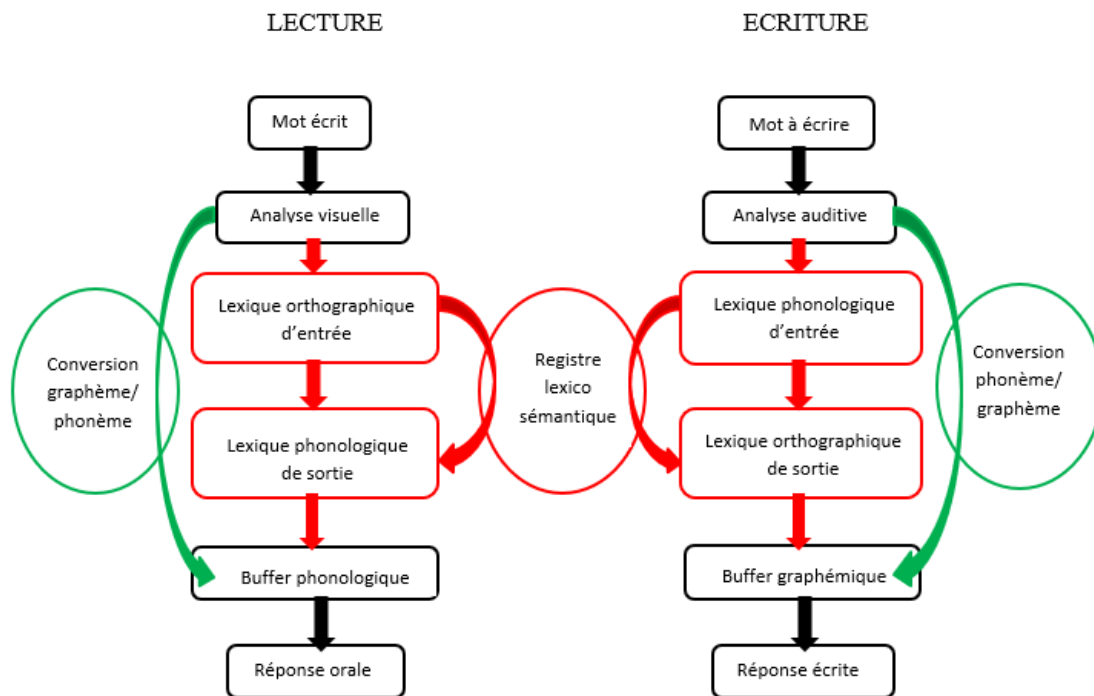 LECTURE
ECRITURE
Mot écrit
Mot à écrire
Analyse visuelle
Analyse auditive
Lexique orthographique
d’entrée
Lexique phonologique
d’entrée
Conversion
graphème/
phonème
Registre
lexico
sémantique
Conversion
phonème/
graphème
Lexique phonologique
de sortie
Lexique orthographique
de sortie
Buffer phonologique
Buffer graphémique
Réponse orale
Réponse écrite